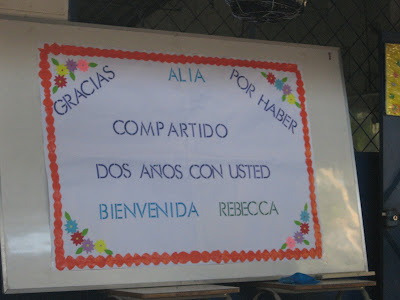 GRACIAS ALIA POR HABER
COMPARTIDO
DOS AÑOS CON USTED
BIENVENIDA REBECCA